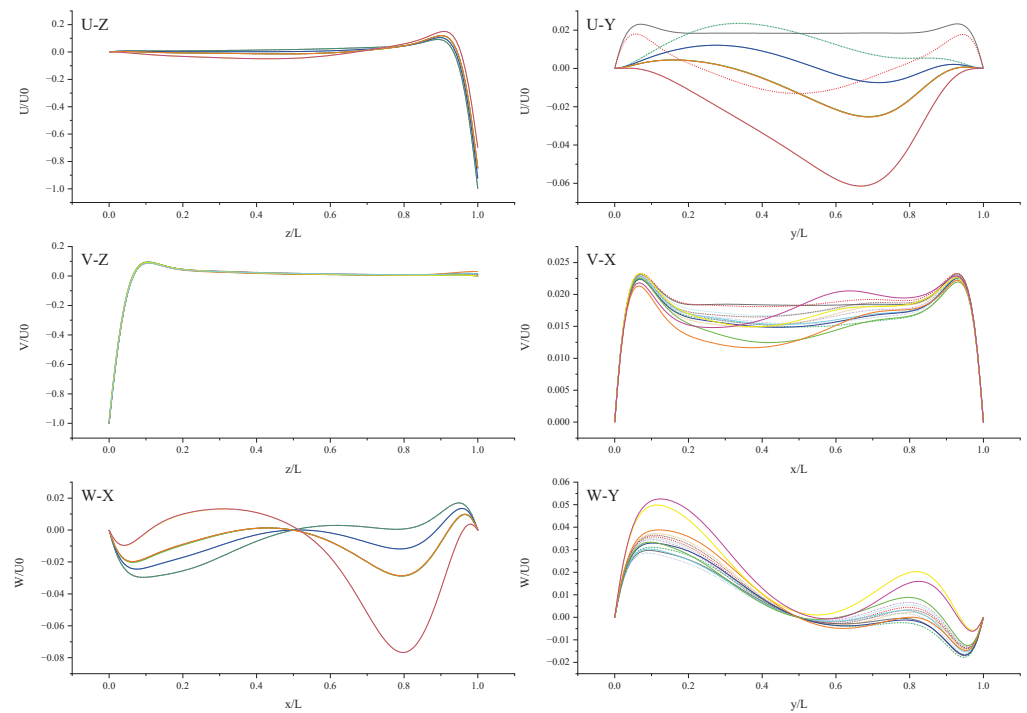 U-Z
U/U0
0.2
0.0
−0.2
−0.4
−0.6
−0.8
−1.0
0.0 0.2 0.4 0.6 0.8 1.0
z/L
U-Y
U/U0
0.02
0.00
−0.02
−0.04
−0.06
0.0 0.2 0.4 0.6 0.8 1.0
y/L
V-Z
V/U0
0.2
0.0
−0.2
−0.4
−0.6
−0.8
−1.0
0.0 0.2 0.4 0.6 0.8 1.0
z/L
V-X
V/U0
0.025
0.020
0.015
0.010
0.005
0.000
0.0 0.2 0.4 0.6 0.8 1.0
x/L
W-X
W/U0
0.02
0.00
−0.02
−0.04
−0.06
−0.08
0.0 0.2 0.4 0.6 0.8 1.0
x/L
W-Y
W/U0
0.06
0.05
0.04
0.03
0.02
0.01
0.00
−0.01
−0.02
0.0 0.2 0.4 0.6 0.8 1.0
y/L